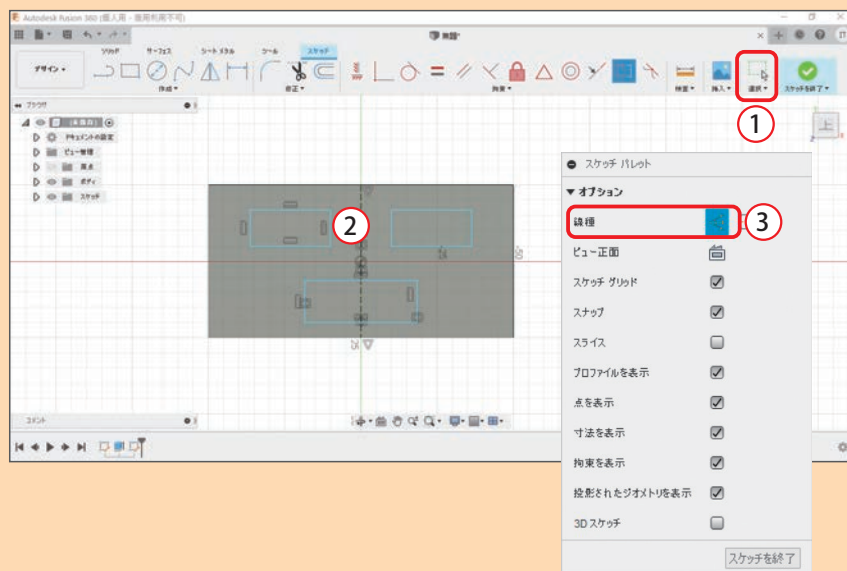 Autodesk Fusion 360 (個人用 - 商用利用不可)
無題*
ソリッド サーフェス シート メタル ツール スケッチ
デザイン
作成 修正 拘束 検査 挿入 選択 スケッチを終了
ブラウザ
(未保存)
ドキュメントの設定
ビュー管理
原点
ボディ
スケッチ
上
①
②
50
25
50
コメント
スケッチ パレット
オプション
線種
③
ビュー正面
スケッチ グリッド
スナップ
スライス
プロファイルを表示
点を表示
寸法を表示
拘束を表示
投影されたジオメトリを表示
3D スケッチ
スケッチを終了